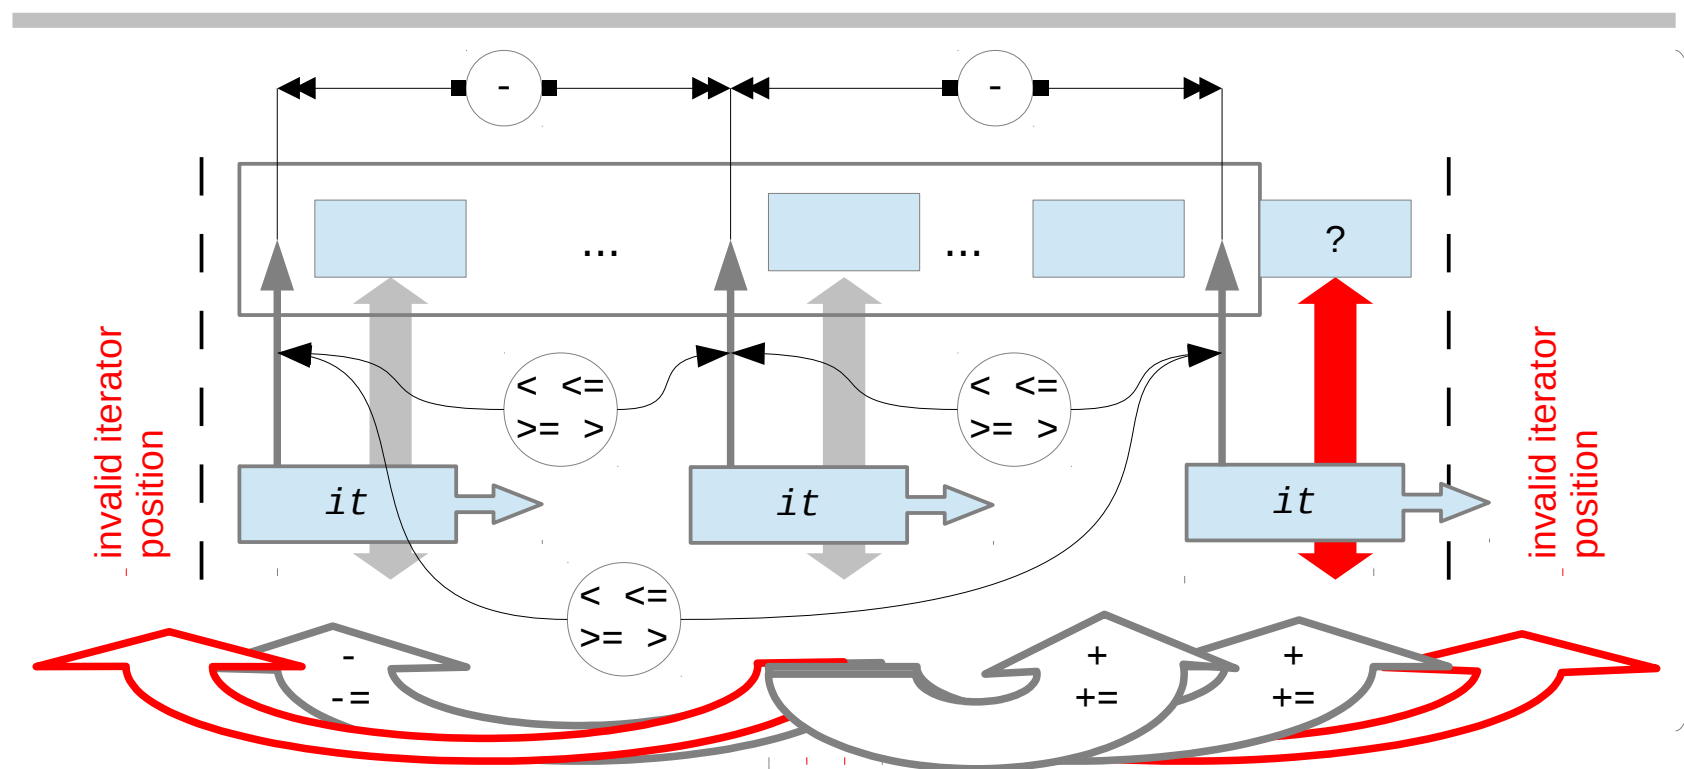 -
-
...
...
?
invalid iterator
position
< <=
>= >
< <=
>= >
invalid iterator
position
it
it
it
< <=
>= >
-
-=
+
+=
+
+=